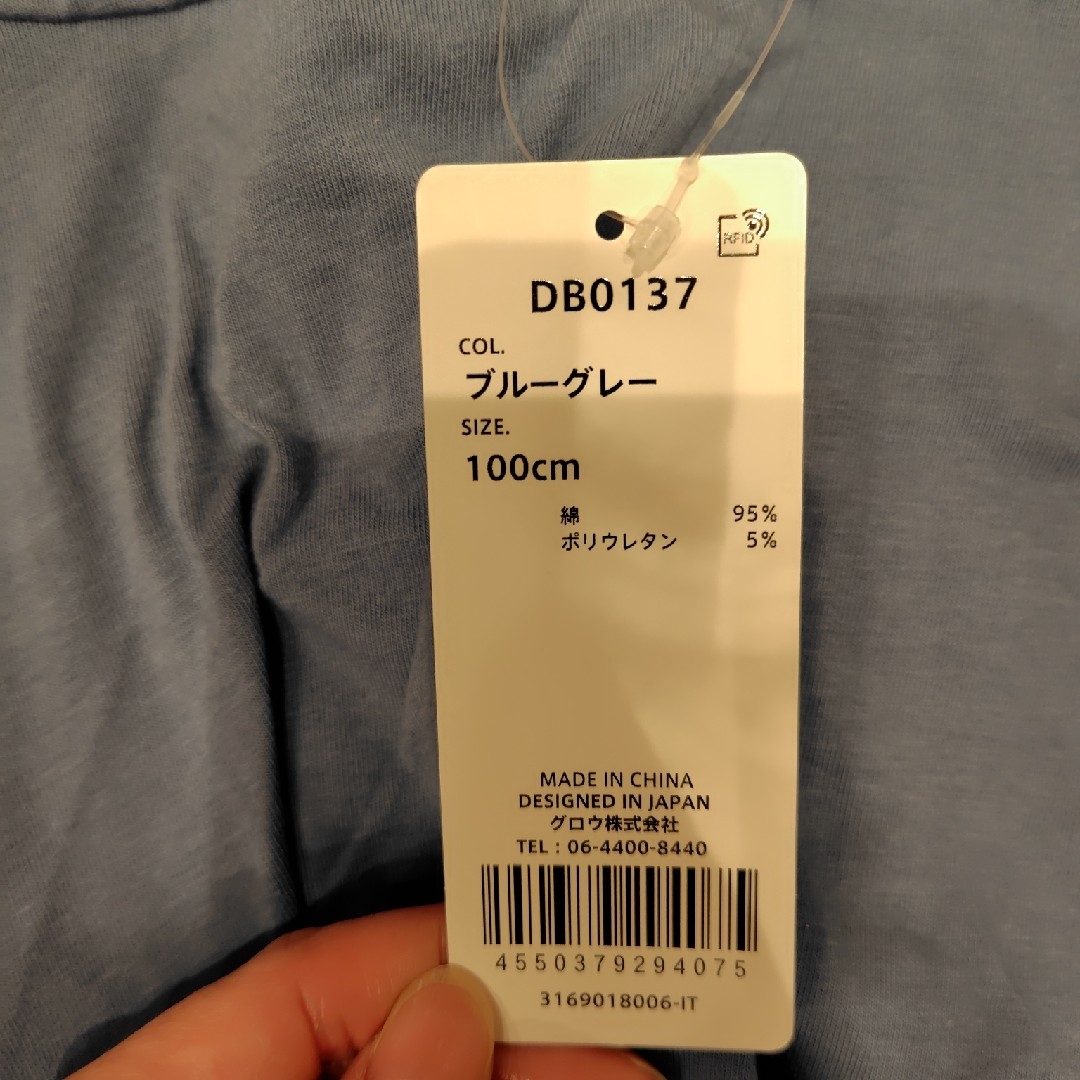 RFID
DB0137
COL.
ブルーグレー
SIZE.
100cm
綿 95%
ポリウレタン 5%
MADE IN CHINA
DESIGNED IN JAPAN
グロウ株式会社
TEL : 06-4400-8440
4550379294075
3169018006-IT